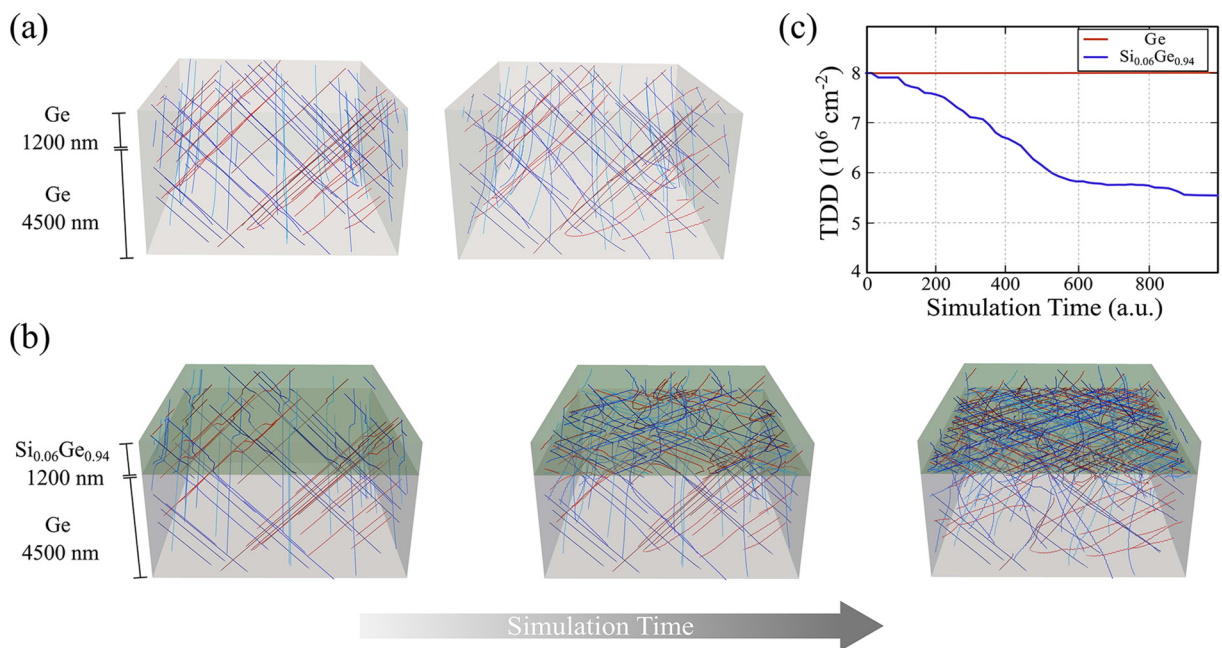 (a)
Ge
1200 nm
Ge
4500 nm
(c)
Ge
Si0.06Ge0.94
8
7
6
5
4
TDD (10^6 cm^-2)
0
200
400
600
800
Simulation Time (a.u.)
(b)
Si0.06Ge0.94
1200 nm
Ge
4500 nm
Simulation Time